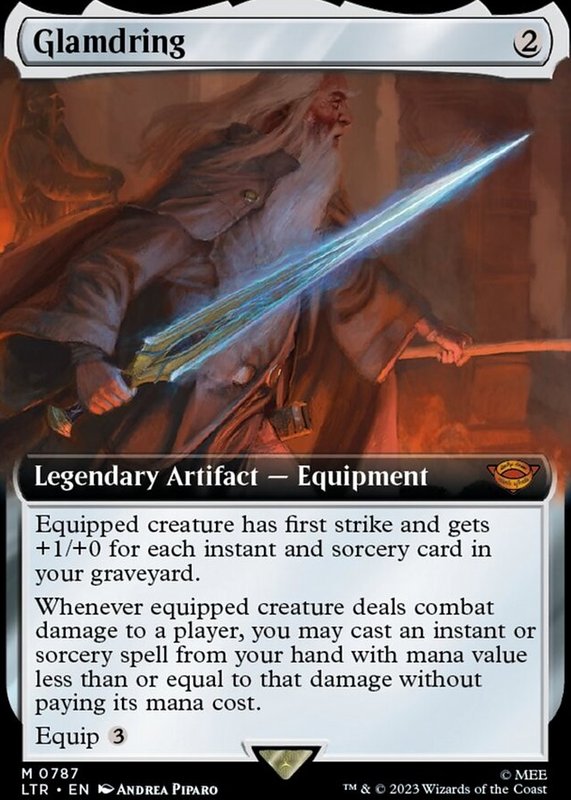 Glamdring 2
Legendary Artifact — Equipment
Equipped creature has first strike and gets
+1/+0 for each instant and sorcery card in
your graveyard.
Whenever equipped creature deals combat
damage to a player, you may cast an instant or
sorcery spell from your hand with mana value
less than or equal to that damage without
paying its mana cost.
Equip 3
M 0787
LTR • EN Andrea Piparo
© MEE
™ & © 2023 Wizards of the Coast